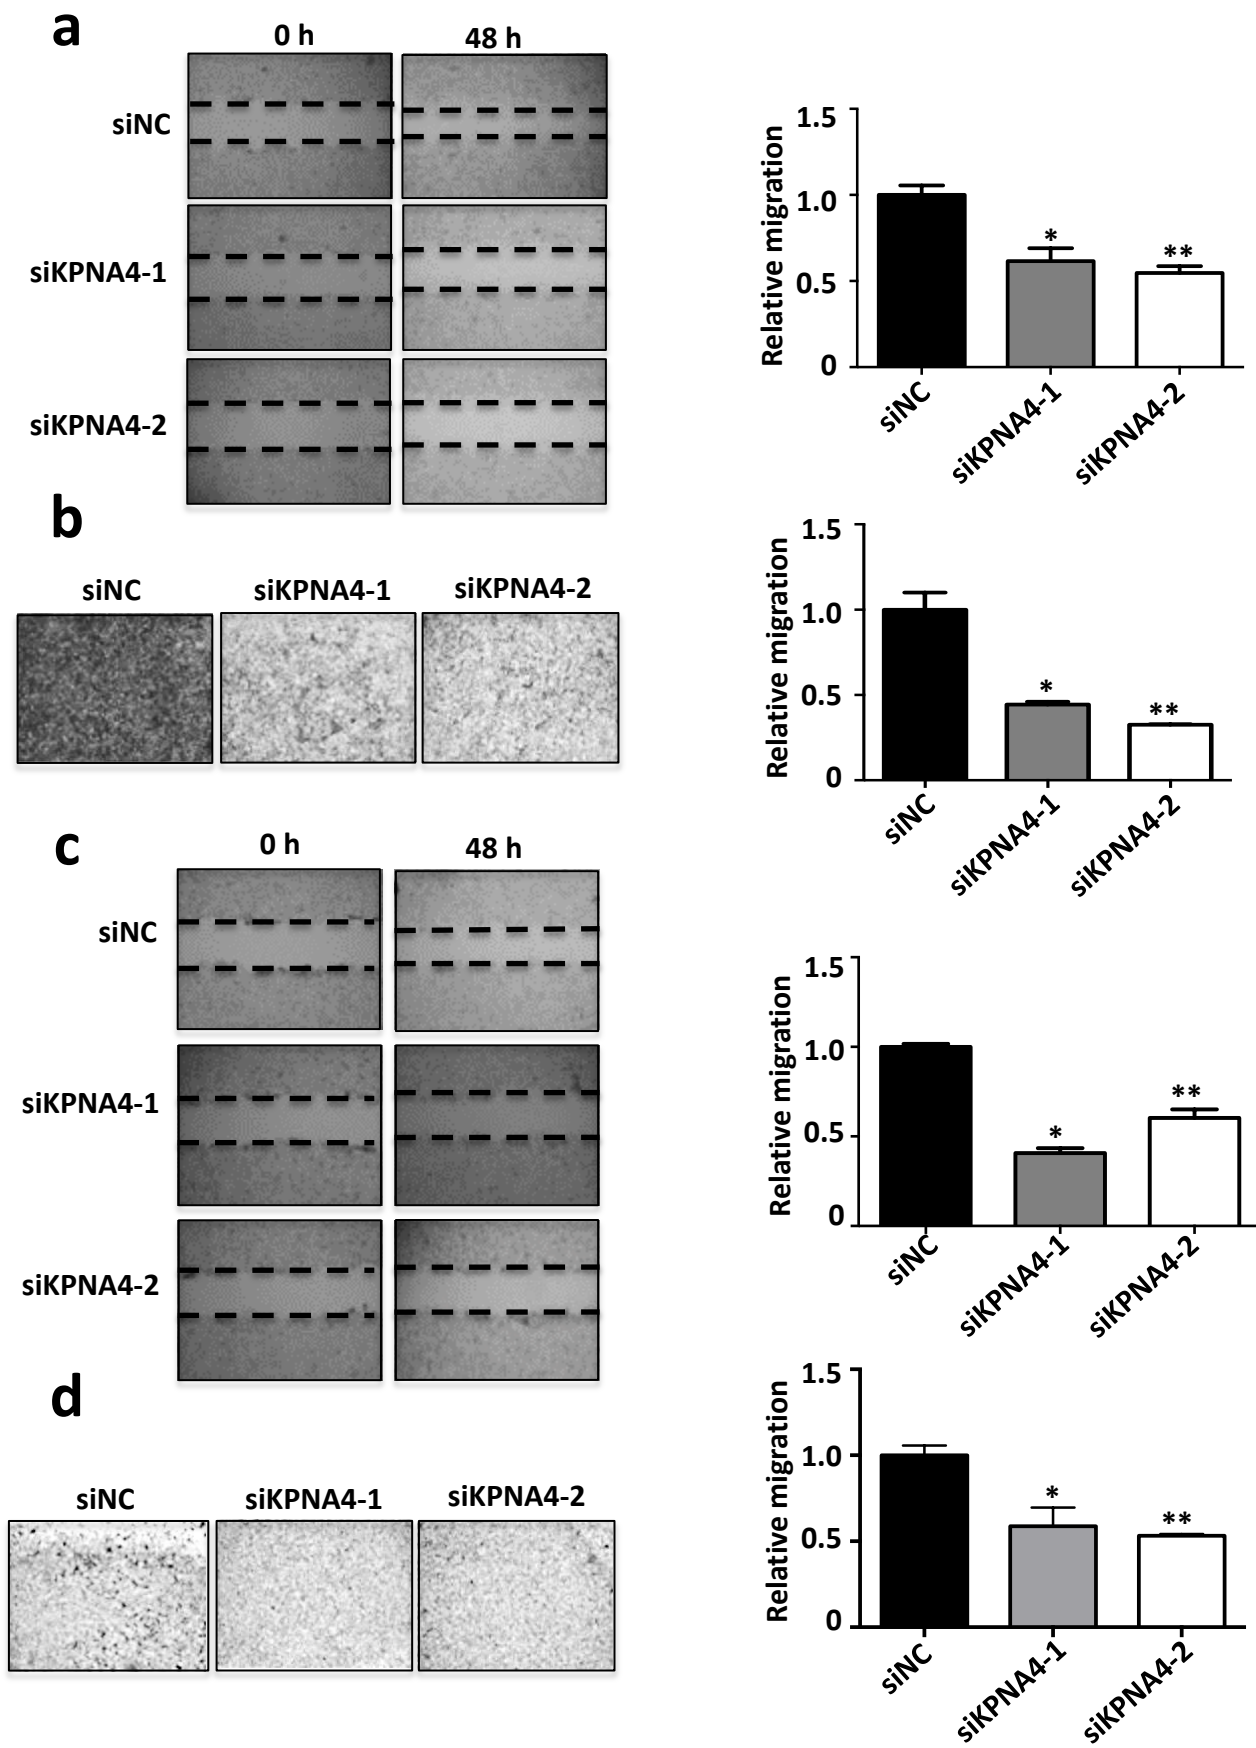 a
0 h
48 h
siNC
siKPNA4-1
siKPNA4-2
1.5
1.0
0.5
0
Relative migration
*
**
siNC
siKPNA4-1
siKPNA4-2
b
siNC
siKPNA4-1
siKPNA4-2
1.5
1.0
0.5
0
Relative migration
*
**
siNC
siKPNA4-1
siKPNA4-2
c
0 h
48 h
siNC
siKPNA4-1
siKPNA4-2
1.5
1.0
0.5
0
Relative migration
*
**
siNC
siKPNA4-1
siKPNA4-2
d
siNC
siKPNA4-1
siKPNA4-2
1.5
1.0
0.5
0
Relative migration
*
**
siNC
siKPNA4-1
siKPNA4-2